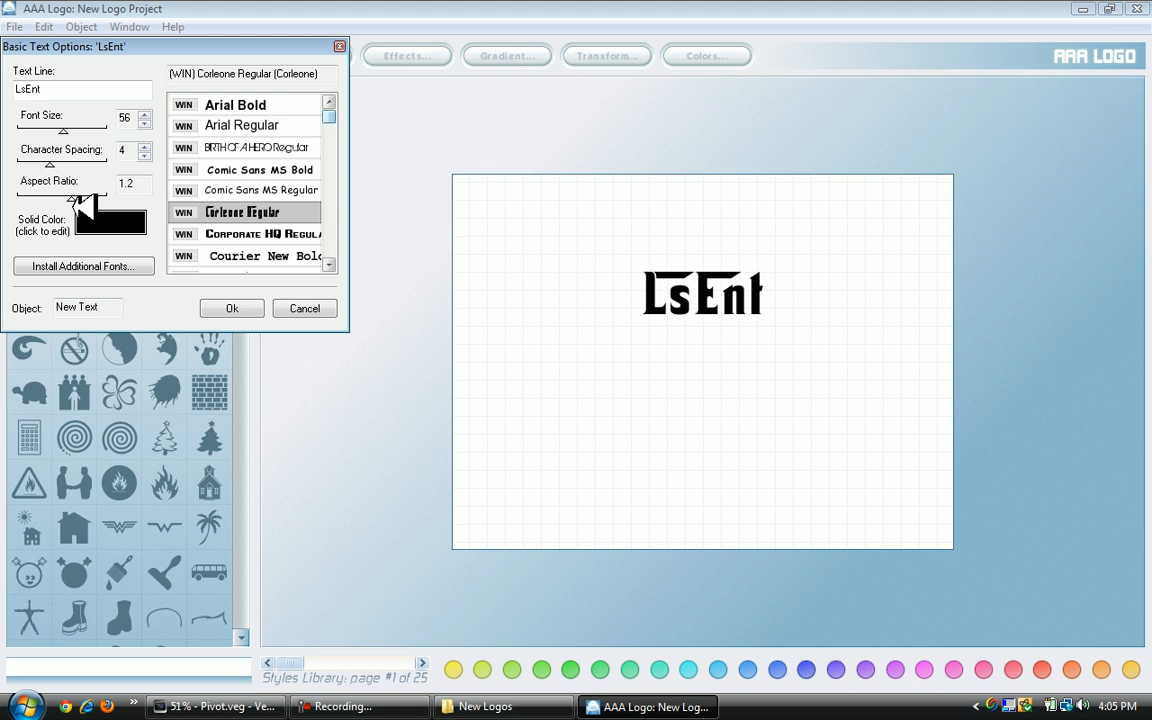 AAA Logo: New Logo Project
File Edit Object Window Help
Basic Text Options: 'LsEnt'
Effects... Gradient... Transform... Colors...
AAA LOGO
Text Line:
LsEnt
Font Size:
56
Character Spacing:
4
Aspect Ratio:
1.2
Solid Color:
(click to edit)
Install Additional Fonts...
(WIN) Corleone Regular (Corleone)
WIN Arial Bold
WIN Arial Regular
WIN BIRTH OF A HERO Regular
WIN Comic Sans MS Bold
WIN Comic Sans MS Regular
WIN Corleone Regular
WIN Corporate HQ Regul
WIN Courier New Bold
Object: New Text
Ok Cancel
LsEnt
Styles Library: page #1 of 25
51% - Pivot.veg - Ve...
Recording...
New Logos
AAA Logo: New Log...
4:05 PM